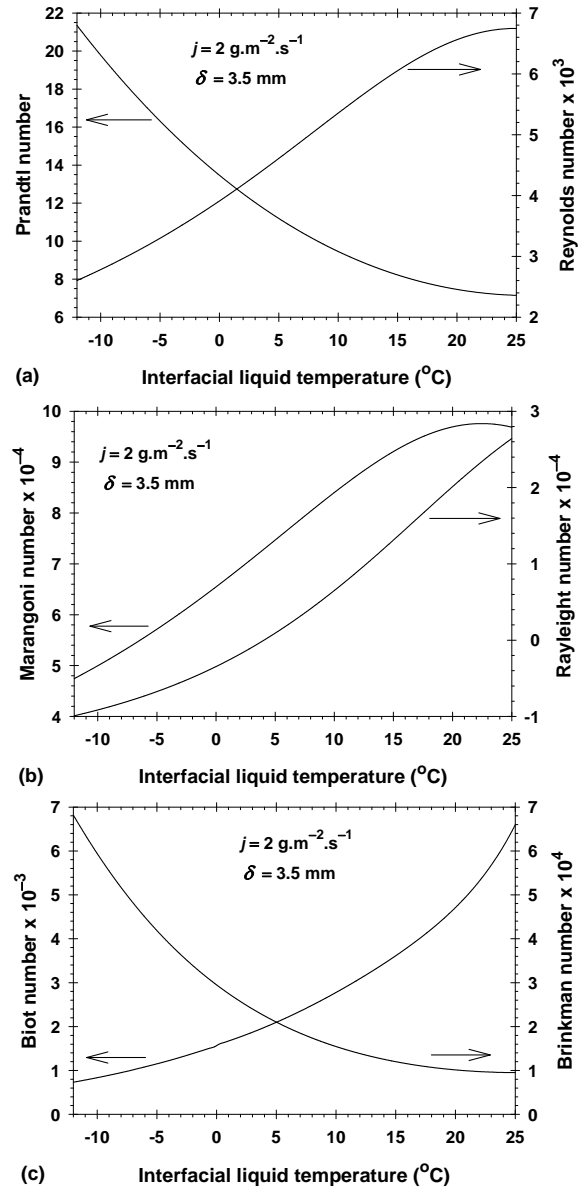 22
20
18
16
14
12
10
8
6
Prandtl number
j = 2 g.m⁻².s⁻¹
δ = 3.5 mm
7
6
5
4
3
2
Reynolds number x 10³
-10 -5 0 5 10 15 20 25
(a) Interfacial liquid temperature (°C)
10
9
8
7
6
5
4
Marangoni number x 10⁻⁴
j = 2 g.m⁻².s⁻¹
δ = 3.5 mm
3
2
1
0
-1
Rayleight number x 10⁻⁴
-10 -5 0 5 10 15 20 25
(b) Interfacial liquid temperature (°C)
7
6
5
4
3
2
1
0
Biot number x 10⁻³
j = 2 g.m⁻².s⁻¹
δ = 3.5 mm
7
6
5
4
3
2
1
0
Brinkman number x 10⁴
-10 -5 0 5 10 15 20 25
(c) Interfacial liquid temperature (°C)